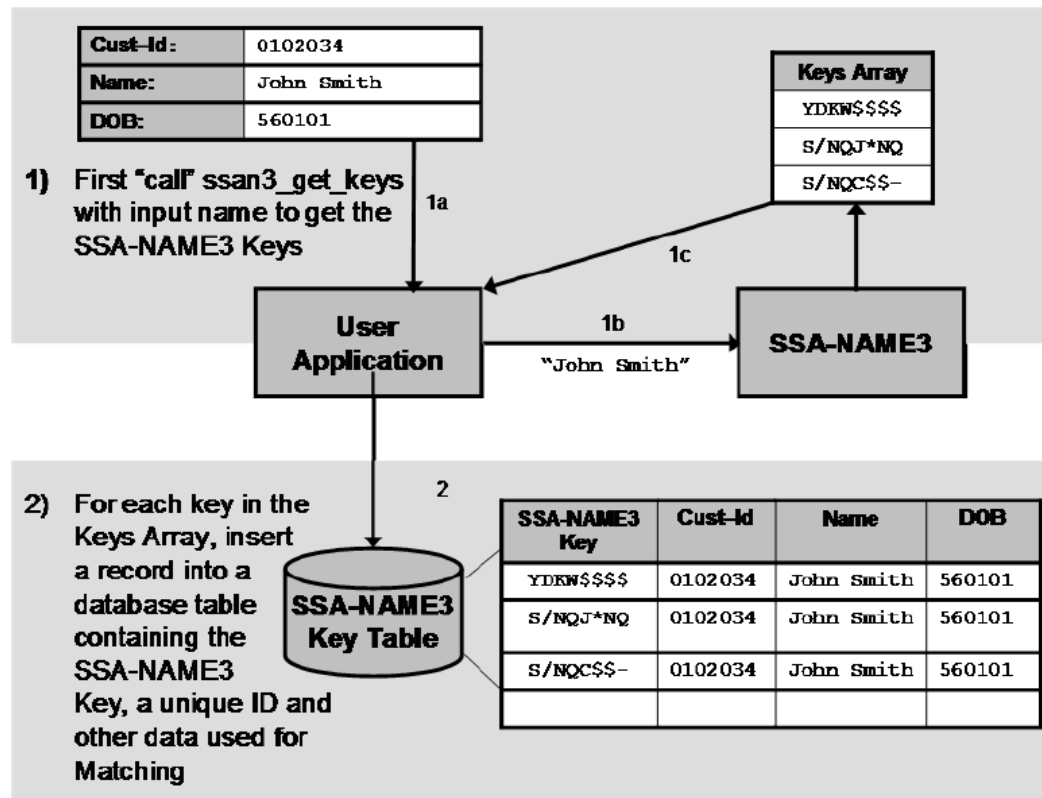 Cust-Id: 0102034
Name: John Smith
DOB: 560101
Keys Array
YDKW$$$$
S/NQJ*NQ
S/NQC$$-
1) First "call" ssan3_get_keys
with input name to get the
SSA-NAME3 Keys
1a
1c
User
Application
1b
"John Smith"
SSA-NAME3
2) For each key in the
Keys Array, insert
a record into a
database table
containing the
SSA-NAME3
Key, a unique ID and
other data used for
Matching
2
SSA-NAME3
Key Table
SSA-NAME3 Key Cust-Id Name DOB
YDKW$$$$ 0102034 John Smith 560101
S/NQJ*NQ 0102034 John Smith 560101
S/NQC$$- 0102034 John Smith 560101